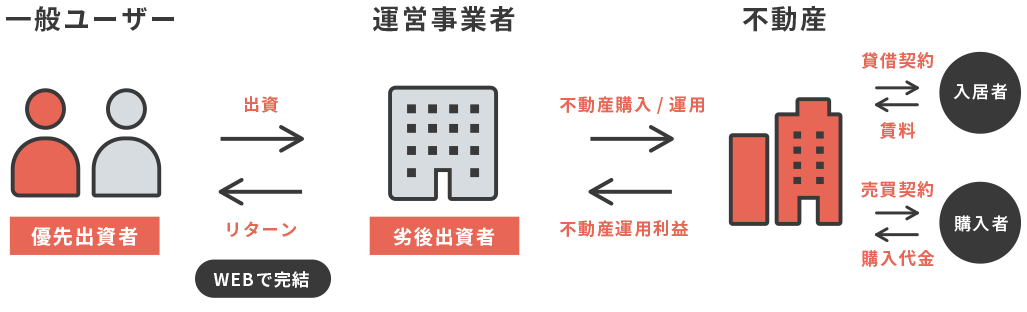 一般ユーザー
運営事業者
不動産
出資
リターン
優先出資者
WEBで完結
不動産購入 / 運用
不動産運用利益
劣後出資者
貸借契約
賃料
入居者
売買契約
購入代金
購入者